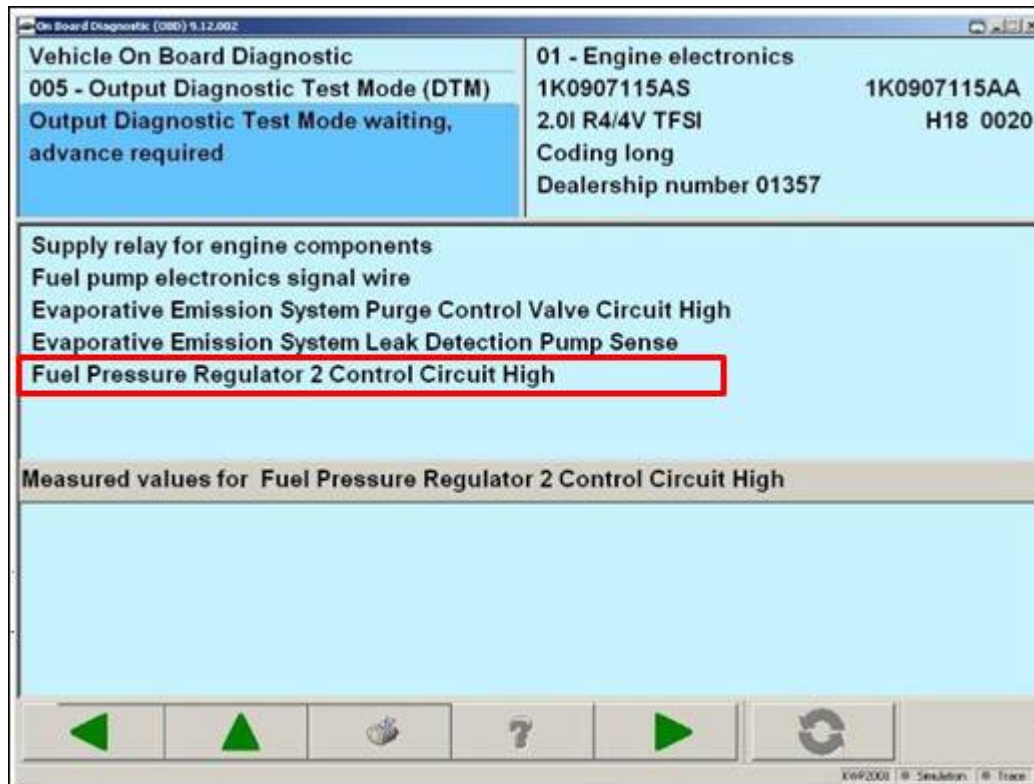 On Board Diagnostic (OBD) 9.12.002
Vehicle On Board Diagnostic
005 - Output Diagnostic Test Mode (DTM)
Output Diagnostic Test Mode waiting,
advance required
01 - Engine electronics
1K0907115AS 1K0907115AA
2.0l R4/4V TFSI H18 0020
Coding long
Dealership number 01357
Supply relay for engine components
Fuel pump electronics signal wire
Evaporative Emission System Purge Control Valve Circuit High
Evaporative Emission System Leak Detection Pump Sense
Fuel Pressure Regulator 2 Control Circuit High
Measured values for Fuel Pressure Regulator 2 Control Circuit High
?
KWP2000 Simulation Trace